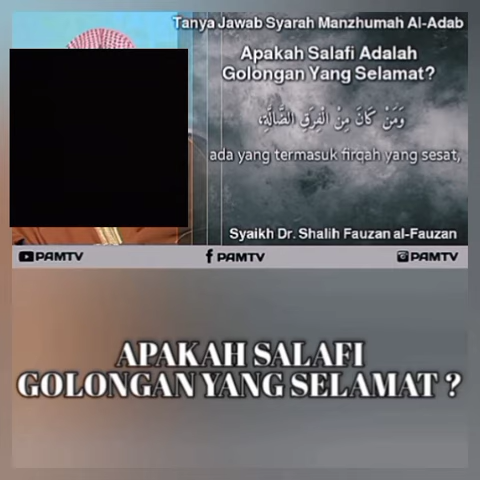 Tanya Jawab Syarah Manzhumah Al-Adab
Apakah Salafi Adalah
Golongan Yang Selamat?
وَمَنْ كَانَ مِنْ الْفِرَقِ الضَّالَّةِ،
ada yang termasuk firqah yang sesat,
Syaikh Dr. Shalih Fauzan al-Fauzan
PAMTV PAMTV PAMTV
APAKAH SALAFI
GOLONGAN YANG SELAMAT ?